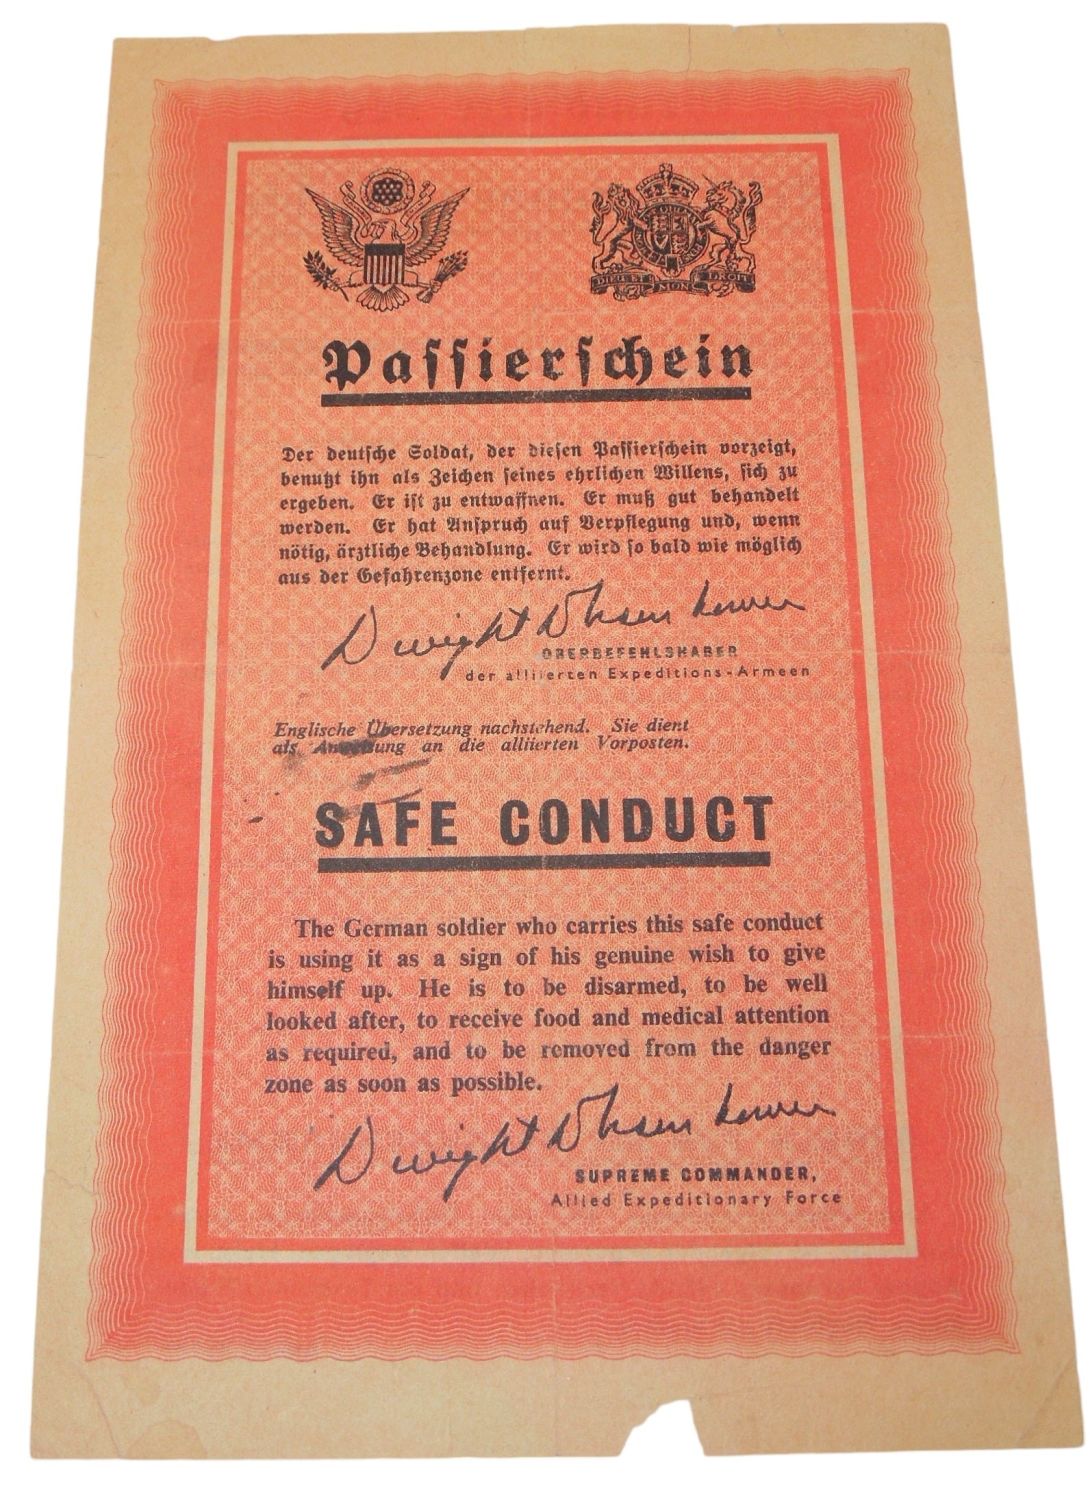 DIEU ET MON DROIT
Passierschein
Der deutsche Soldat, der diesen Passierschein vorzeigt,
benutzt ihn als Zeichen seines ehrlichen Willens, sich zu
ergeben. Er ist zu entwaffnen. Er muß gut behandelt
werden. Er hat Anspruch auf Verpflegung und, wenn
nötig, ärztliche Behandlung. Er wird so bald wie möglich
aus der Gefahrenzone entfernt.
Dwight D Eisenhower
OBERBEFEHLSHABER
der alliierten Expeditions-Armeen
Englische Übersetzung nachstehend. Sie dient
als Anweisung an die alliierten Vorposten.
SAFE CONDUCT
The German soldier who carries this safe conduct
is using it as a sign of his genuine wish to give
himself up. He is to be disarmed, to be well
looked after, to receive food and medical attention
as required, and to be removed from the danger
zone as soon as possible.
Dwight D Eisenhower
SUPREME COMMANDER,
Allied Expeditionary Force